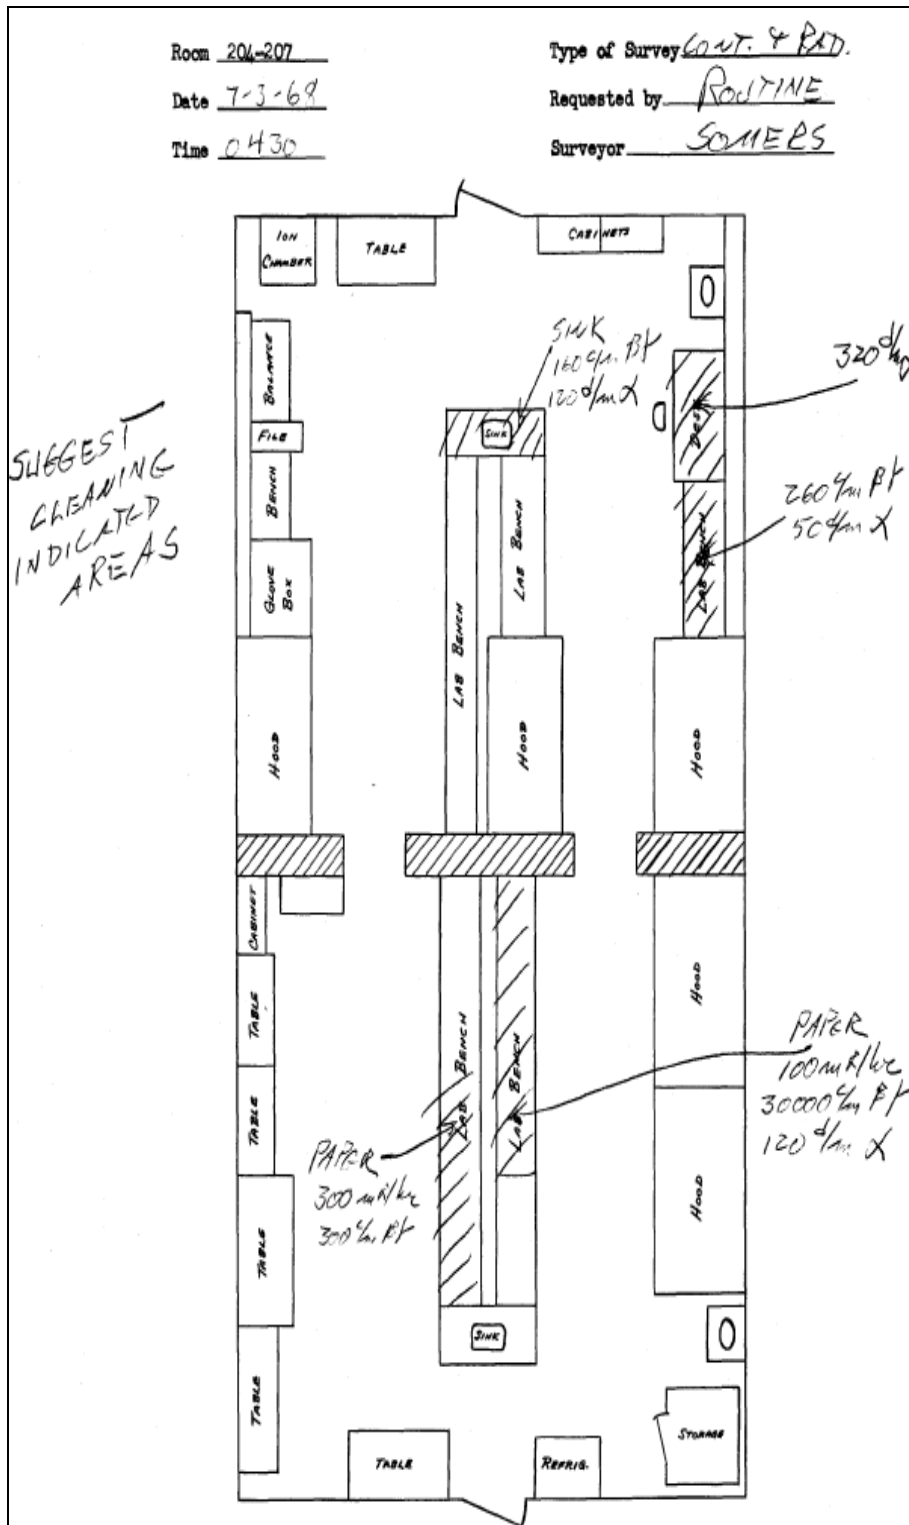 Room 204-207
Type of Survey CONT. & RAD.
Date 7-3-68
Requested by ROUTINE
Time 0430
Surveyor SOMERS
ION CHAMBER
TABLE
CABINETS
SINK
160 c/m βγ
120 d/m α
320 d/m α
BALANCE
FILE
BENCH
GLOVE BOX
HOOD
SUGGEST
CLEANING
INDICATED
AREAS
SINK
LAB BENCH
LAB BENCH
HOOD
DESK
260 c/m βγ
50 d/m α
LAB BENCH
HOOD
CABINET
TABLE
TABLE
TABLE
TABLE
LAB BENCH
LAB BENCH
HOOD
HOOD
PAPER
100 mR/hr
30000 c/m βγ
120 d/m α
PAPER
300 mR/hr
300 c/m βγ
SINK
TABLE
REFRIG.
STORAGE